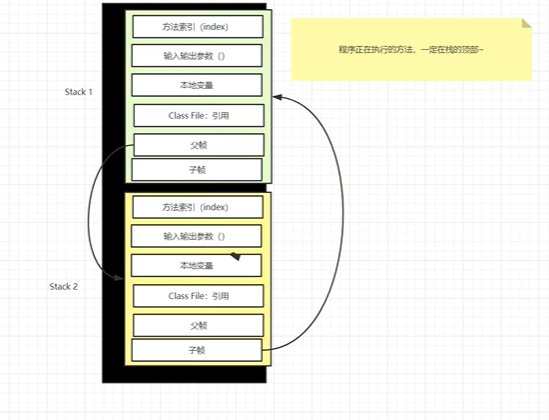 方法索引（index）
程序正在执行的方法，一定在栈的顶部~
输入输出参数（）
本地变量
Stack 1
Class File：引用
父帧
子帧
方法索引（index）
输入输出参数（）
本地变量
Stack 2
Class File：引用
父帧
子帧